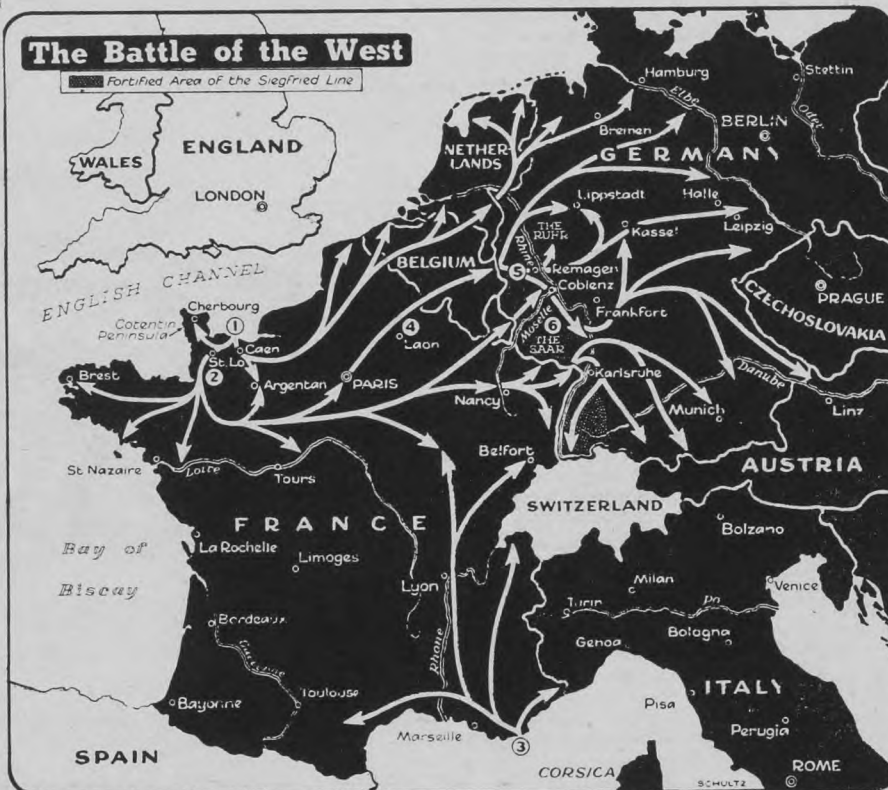 The Battle of the West
Fortified Area of the Siegfried Line
Hamburg
Stettin
Elbe
Oder
Bremen
BERLIN
ENGLAND
WALES
NETHER-
LANDS
GERMANY
LONDON
Lippstadt
Halle
THE
RUHR
Kassel
Leipzig
Rhine
BELGIUM
ENGLISH CHANNEL
5
Remagen
Coblenz
PRAGUE
CZECHOSLOVAKIA
Cherbourg
Cotentin
Peninsula
1
Caen
St. Lo
2
4
Laon
Moselle
6
THE
SAAR
Frankfort
Brest
Argentan
PARIS
Karlsruhe
Nancy
Munich
Danube
Linz
St Nazaire
Loire
Tours
Belfort
AUSTRIA
SWITZERLAND
FRANCE
Bolzano
Bay of
Biscay
La Rochelle
Limoges
Lyon
Milan
Venice
Turin
Po
Bordeaux
Garonne
Rhone
Genoa
Bologna
Bayonne
Toulouse
ITALY
Pisa
Marseille
3
Perugia
SPAIN
CORSICA
SCHULTZ
ROME